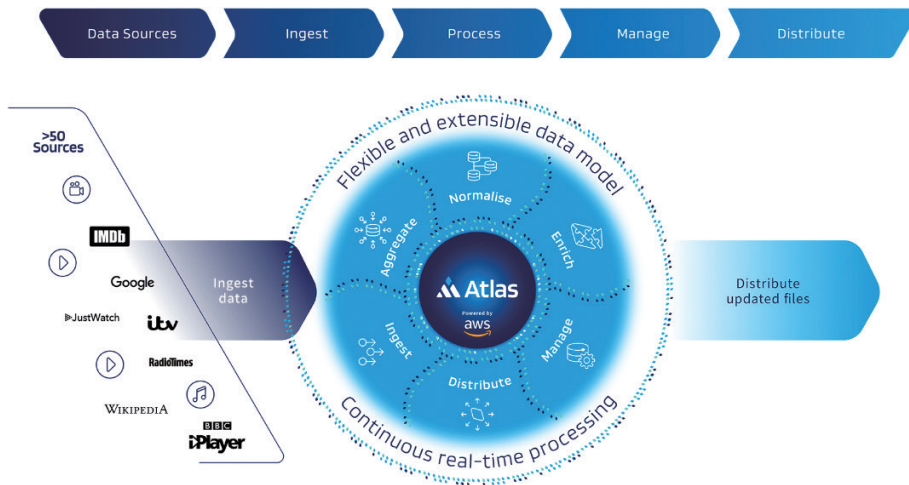 Data Sources
Ingest
Process
Manage
Distribute
>50
Sources
IMDb
Google
JustWatch
itv
RadioTimes
WIKIPEDIA
BBC
iPlayer
Ingest
data
Flexible and extensible data model
Normalise
Enrich
Manage
Distribute
Ingest
Aggregate
Atlas
Powered by
aws
Continuous real-time processing
Distribute
updated files